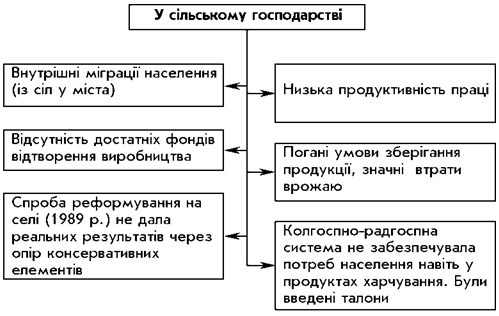 У сільському господарстві
Внутрішні міграції населення
(із сіл у міста)
Відсутність достатніх фондів
відтворення виробництва
Спроба реформування на
селі (1989 р.) не дала
реальних результатів через
опір консервативних
елементів
Низька продуктивність праці
Погані умови зберігання
продукції, значні втрати
врожаю
Колгоспно-радгоспна
система не забезпечувала
потреб населення навіть у
продуктах харчування. Були
введені талони